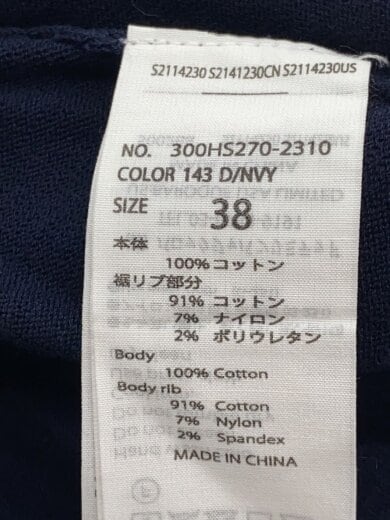 S2114230 S2141230CN S2114230US
NO. 300HS270-2310
COLOR 143 D/NVY
SIZE 38
本体
100% コットン
裾リブ部分
91% コットン
7% ナイロン
2% ポリウレタン
Body
100% Cotton
Body rib
91% Cotton
7% Nylon
2% Spandex
MADE IN CHINA